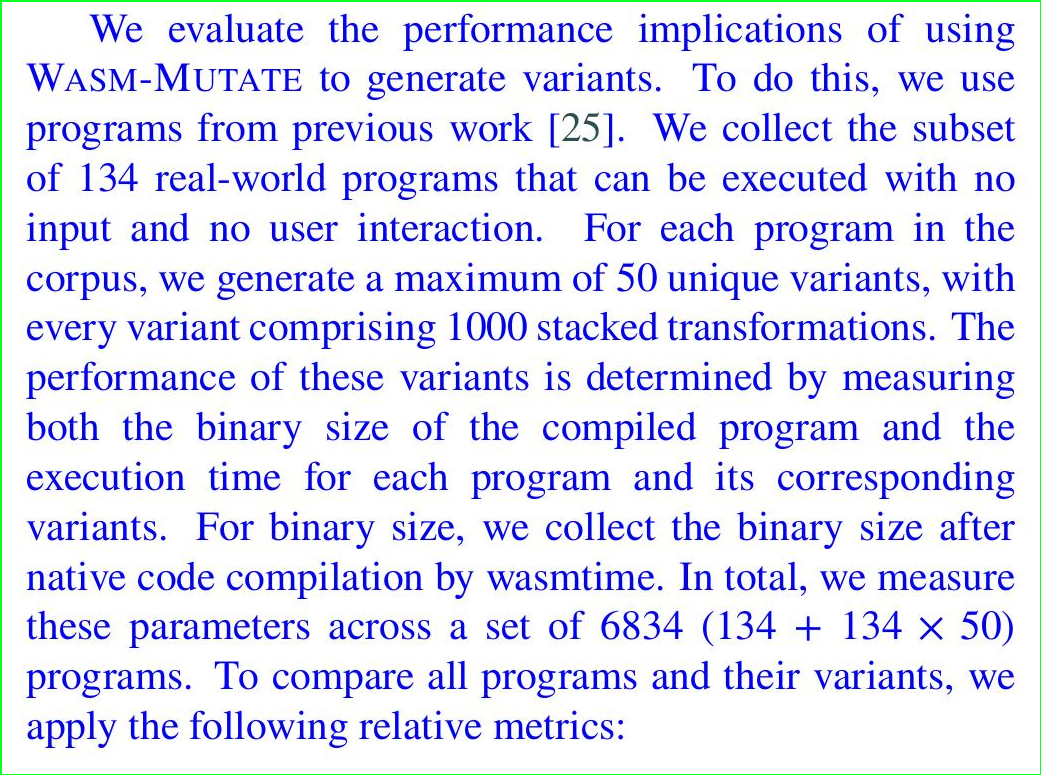 We evaluate the performance implications of using
WASM-MUTATE to generate variants. To do this, we use
programs from previous work [25]. We collect the subset
of 134 real-world programs that can be executed with no
input and no user interaction. For each program in the
corpus, we generate a maximum of 50 unique variants, with
every variant comprising 1000 stacked transformations. The
performance of these variants is determined by measuring
both the binary size of the compiled program and the
execution time for each program and its corresponding
variants. For binary size, we collect the binary size after
native code compilation by wasmtime. In total, we measure
these parameters across a set of 6834 (134 + 134 × 50)
programs. To compare all programs and their variants, we
apply the following relative metrics: